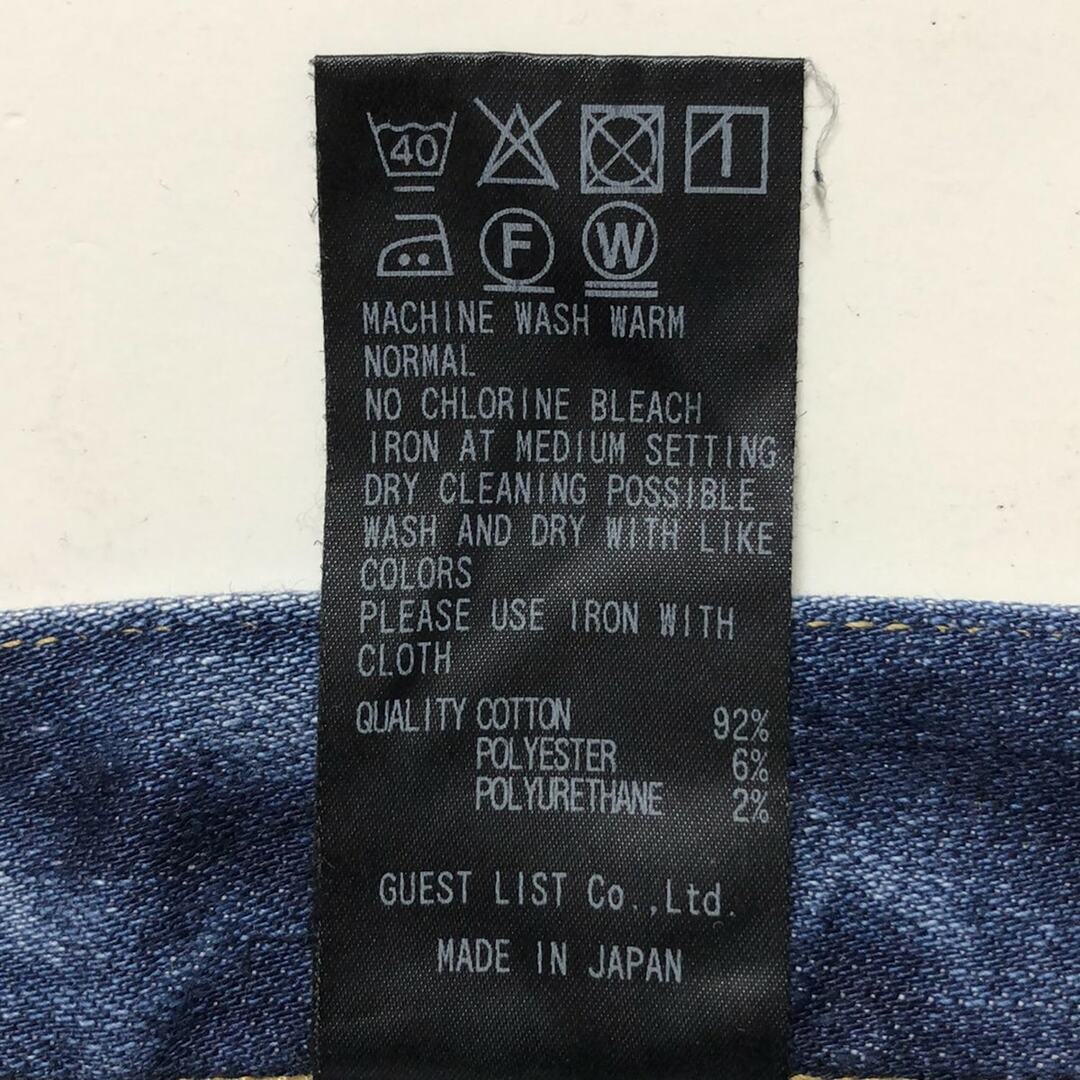 40
F W
MACHINE WASH WARM
NORMAL
NO CHLORINE BLEACH
IRON AT MEDIUM SETTING
DRY CLEANING POSSIBLE
WASH AND DRY WITH LIKE
COLORS
PLEASE USE IRON WITH
CLOTH
QUALITY COTTON 92%
POLYESTER 6%
POLYURETHANE 2%
GUEST LIST Co.,Ltd.
MADE IN JAPAN